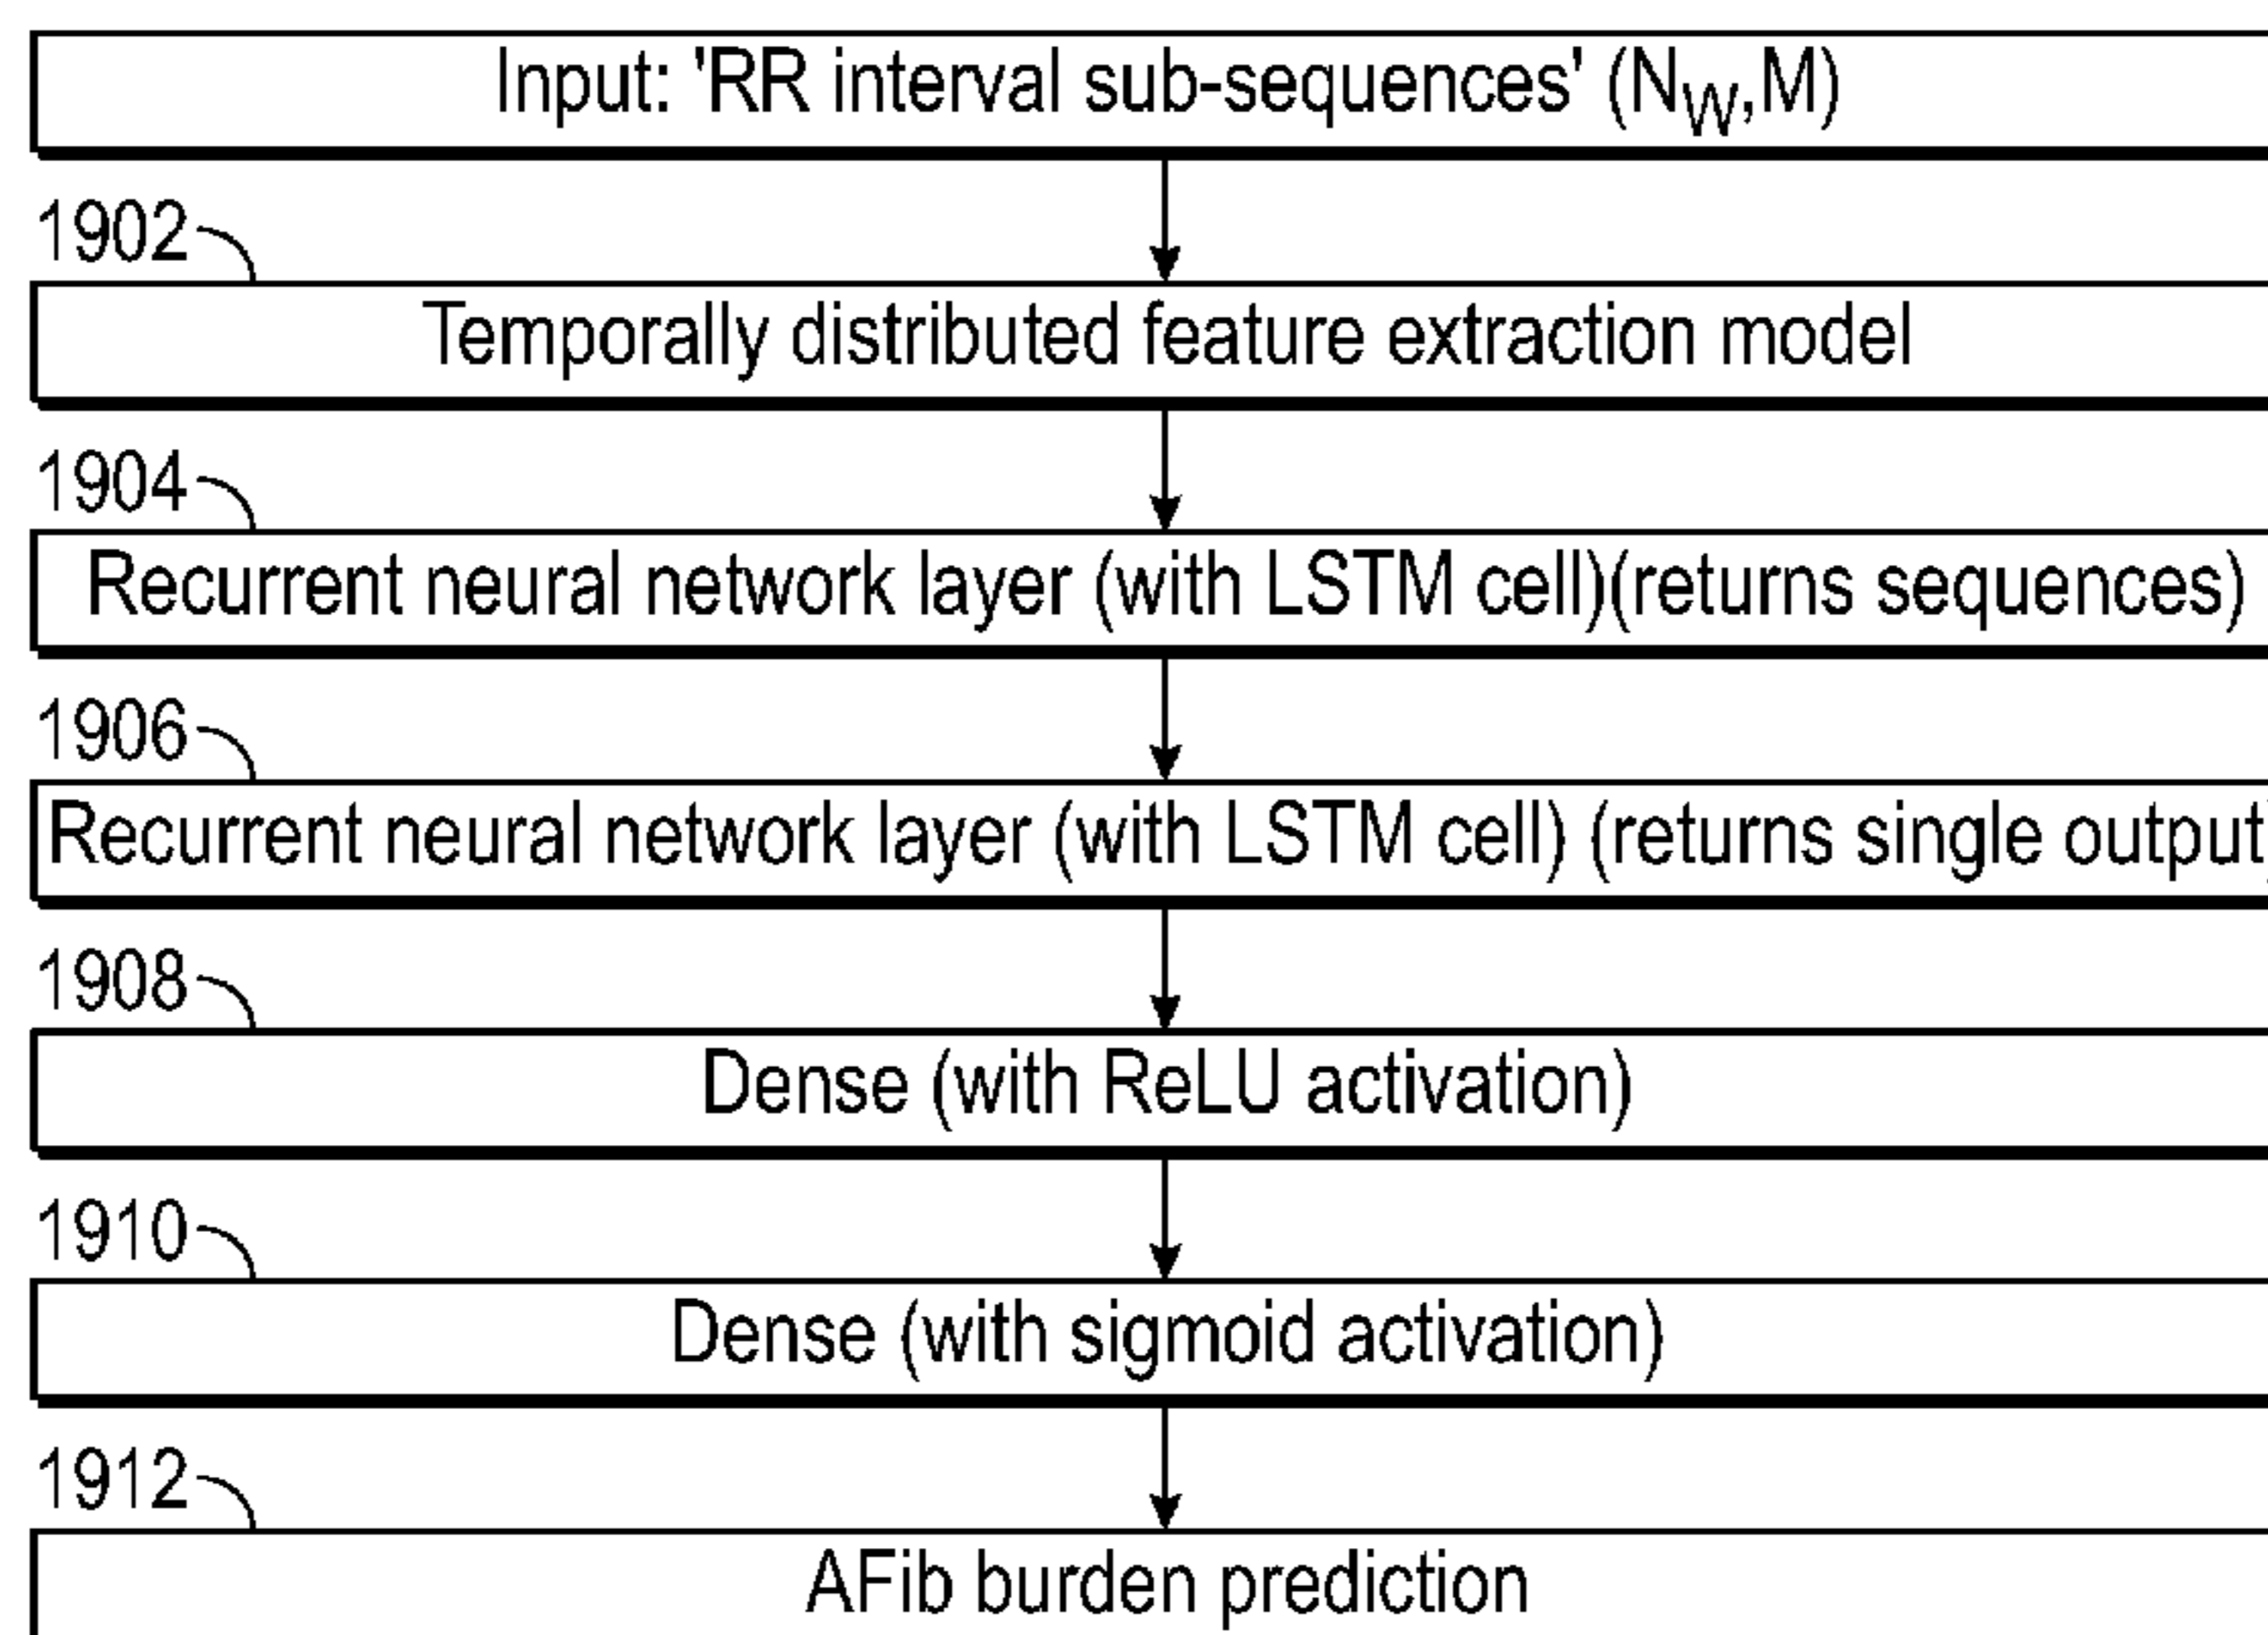 Input: 'RR interval sub-sequences' (NW,M)
1902
Temporally distributed feature extraction model
1904
Recurrent neural network layer (with LSTM cell)(returns sequences)
1906
Recurrent neural network layer (with LSTM cell) (returns single output)
1908
Dense (with ReLU activation)
1910
Dense (with sigmoid activation)
1912
AFib burden prediction